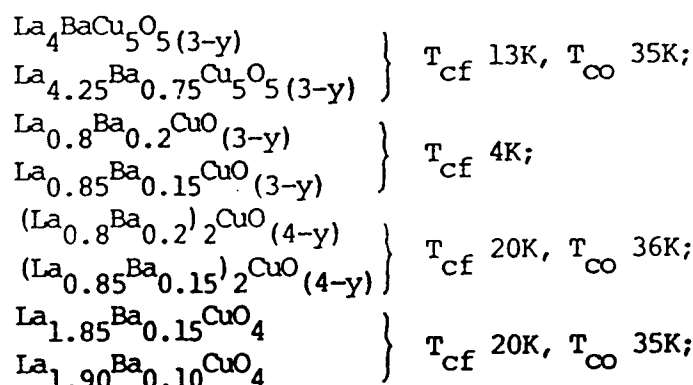 La4BaCu5O5(3-y)
La4.25Ba0.75Cu5O5(3-y)
} Tcf 13K, Tco 35K;
La0.8Ba0.2CuO(3-y)
La0.85Ba0.15CuO(3-y)
} Tcf 4K;
(La0.8Ba0.2)2CuO(4-y)
(La0.85Ba0.15)2CuO(4-y)
} Tcf 20K, Tco 36K;
La1.85Ba0.15CuO4
La1.90Ba0.10CuO4
} Tcf 20K, Tco 35K;